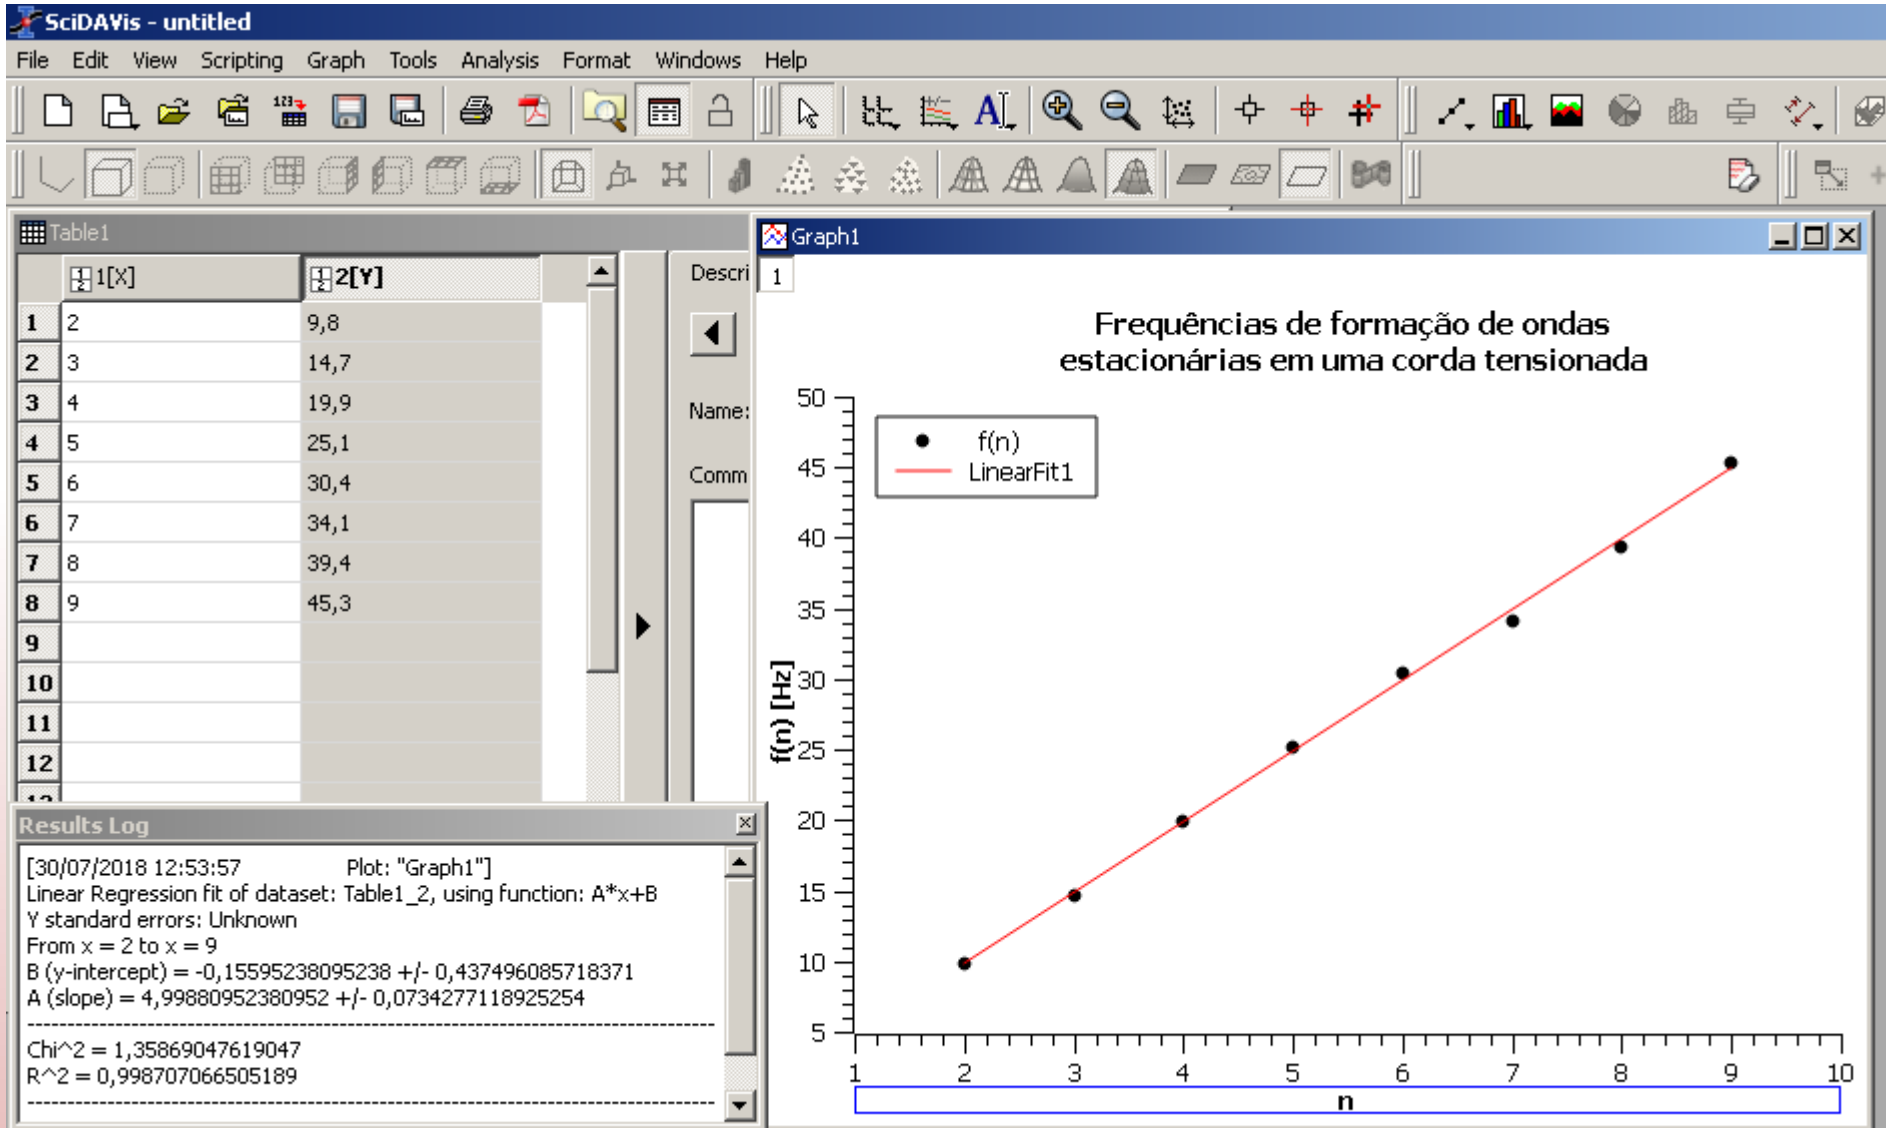 SciDAVis - untitled
File Edit View Scripting Graph Tools Analysis Format Windows Help
Table1
1[X] 2[Y]
1 2 9,8
2 3 14,7
3 4 19,9
4 5 25,1
5 6 30,4
6 7 34,1
7 8 39,4
8 9 45,3
9
10
11
12
Descri
Name:
Comm
Results Log
[30/07/2018 12:53:57 Plot: "Graph1"]
Linear Regression fit of dataset: Table1_2, using function: A*x+B
Y standard errors: Unknown
From x = 2 to x = 9
B (y-intercept) = -0,15595238095238 +/- 0,437496085718371
A (slope) = 4,99880952380952 +/- 0,0734277118925254
--------------------------------------------------------------------------------------
Chi^2 = 1,35869047619047
R^2 = 0,998707066505189
--------------------------------------------------------------------------------------
Graph1
1
Frequências de formação de ondas
estacionárias em uma corda tensionada
f(n)
LinearFit1
f(n) [Hz]
50
45
40
35
30
25
20
15
10
5
1 2 3 4 5 6 7 8 9 10
n